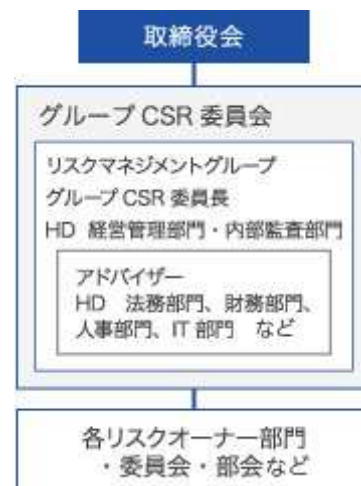 取締役会
グループ CSR 委員会
リスクマネジメントグループ
グループ CSR 委員長
HD 経営管理部門・内部監査部門
アドバイザー
HD 法務部門、財務部門、
人事部門、IT 部門 など
各リスクオーナー部門
・委員会・部会など